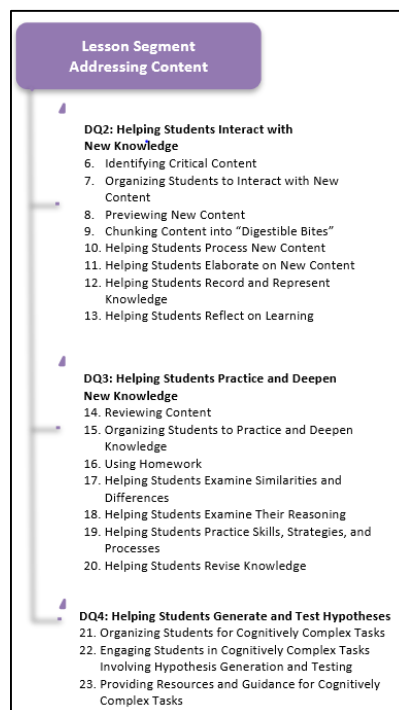 Lesson Segment
Addressing Content
DQ2: Helping Students Interact with
New Knowledge
6. Identifying Critical Content
7. Organizing Students to Interact with New
Content
8. Previewing New Content
9. Chunking Content into “Digestible Bites”
10. Helping Students Process New Content
11. Helping Students Elaborate on New Content
12. Helping Students Record and Represent
Knowledge
13. Helping Students Reflect on Learning
DQ3: Helping Students Practice and Deepen
New Knowledge
14. Reviewing Content
15. Organizing Students to Practice and Deepen
Knowledge
16. Using Homework
17. Helping Students Examine Similarities and
Differences
18. Helping Students Examine Their Reasoning
19. Helping Students Practice Skills, Strategies, and
Processes
20. Helping Students Revise Knowledge
DQ4: Helping Students Generate and Test Hypotheses
21. Organizing Students for Cognitively Complex Tasks
22. Engaging Students in Cognitively Complex Tasks
Involving Hypothesis Generation and Testing
23. Providing Resources and Guidance for Cognitively
Complex Tasks